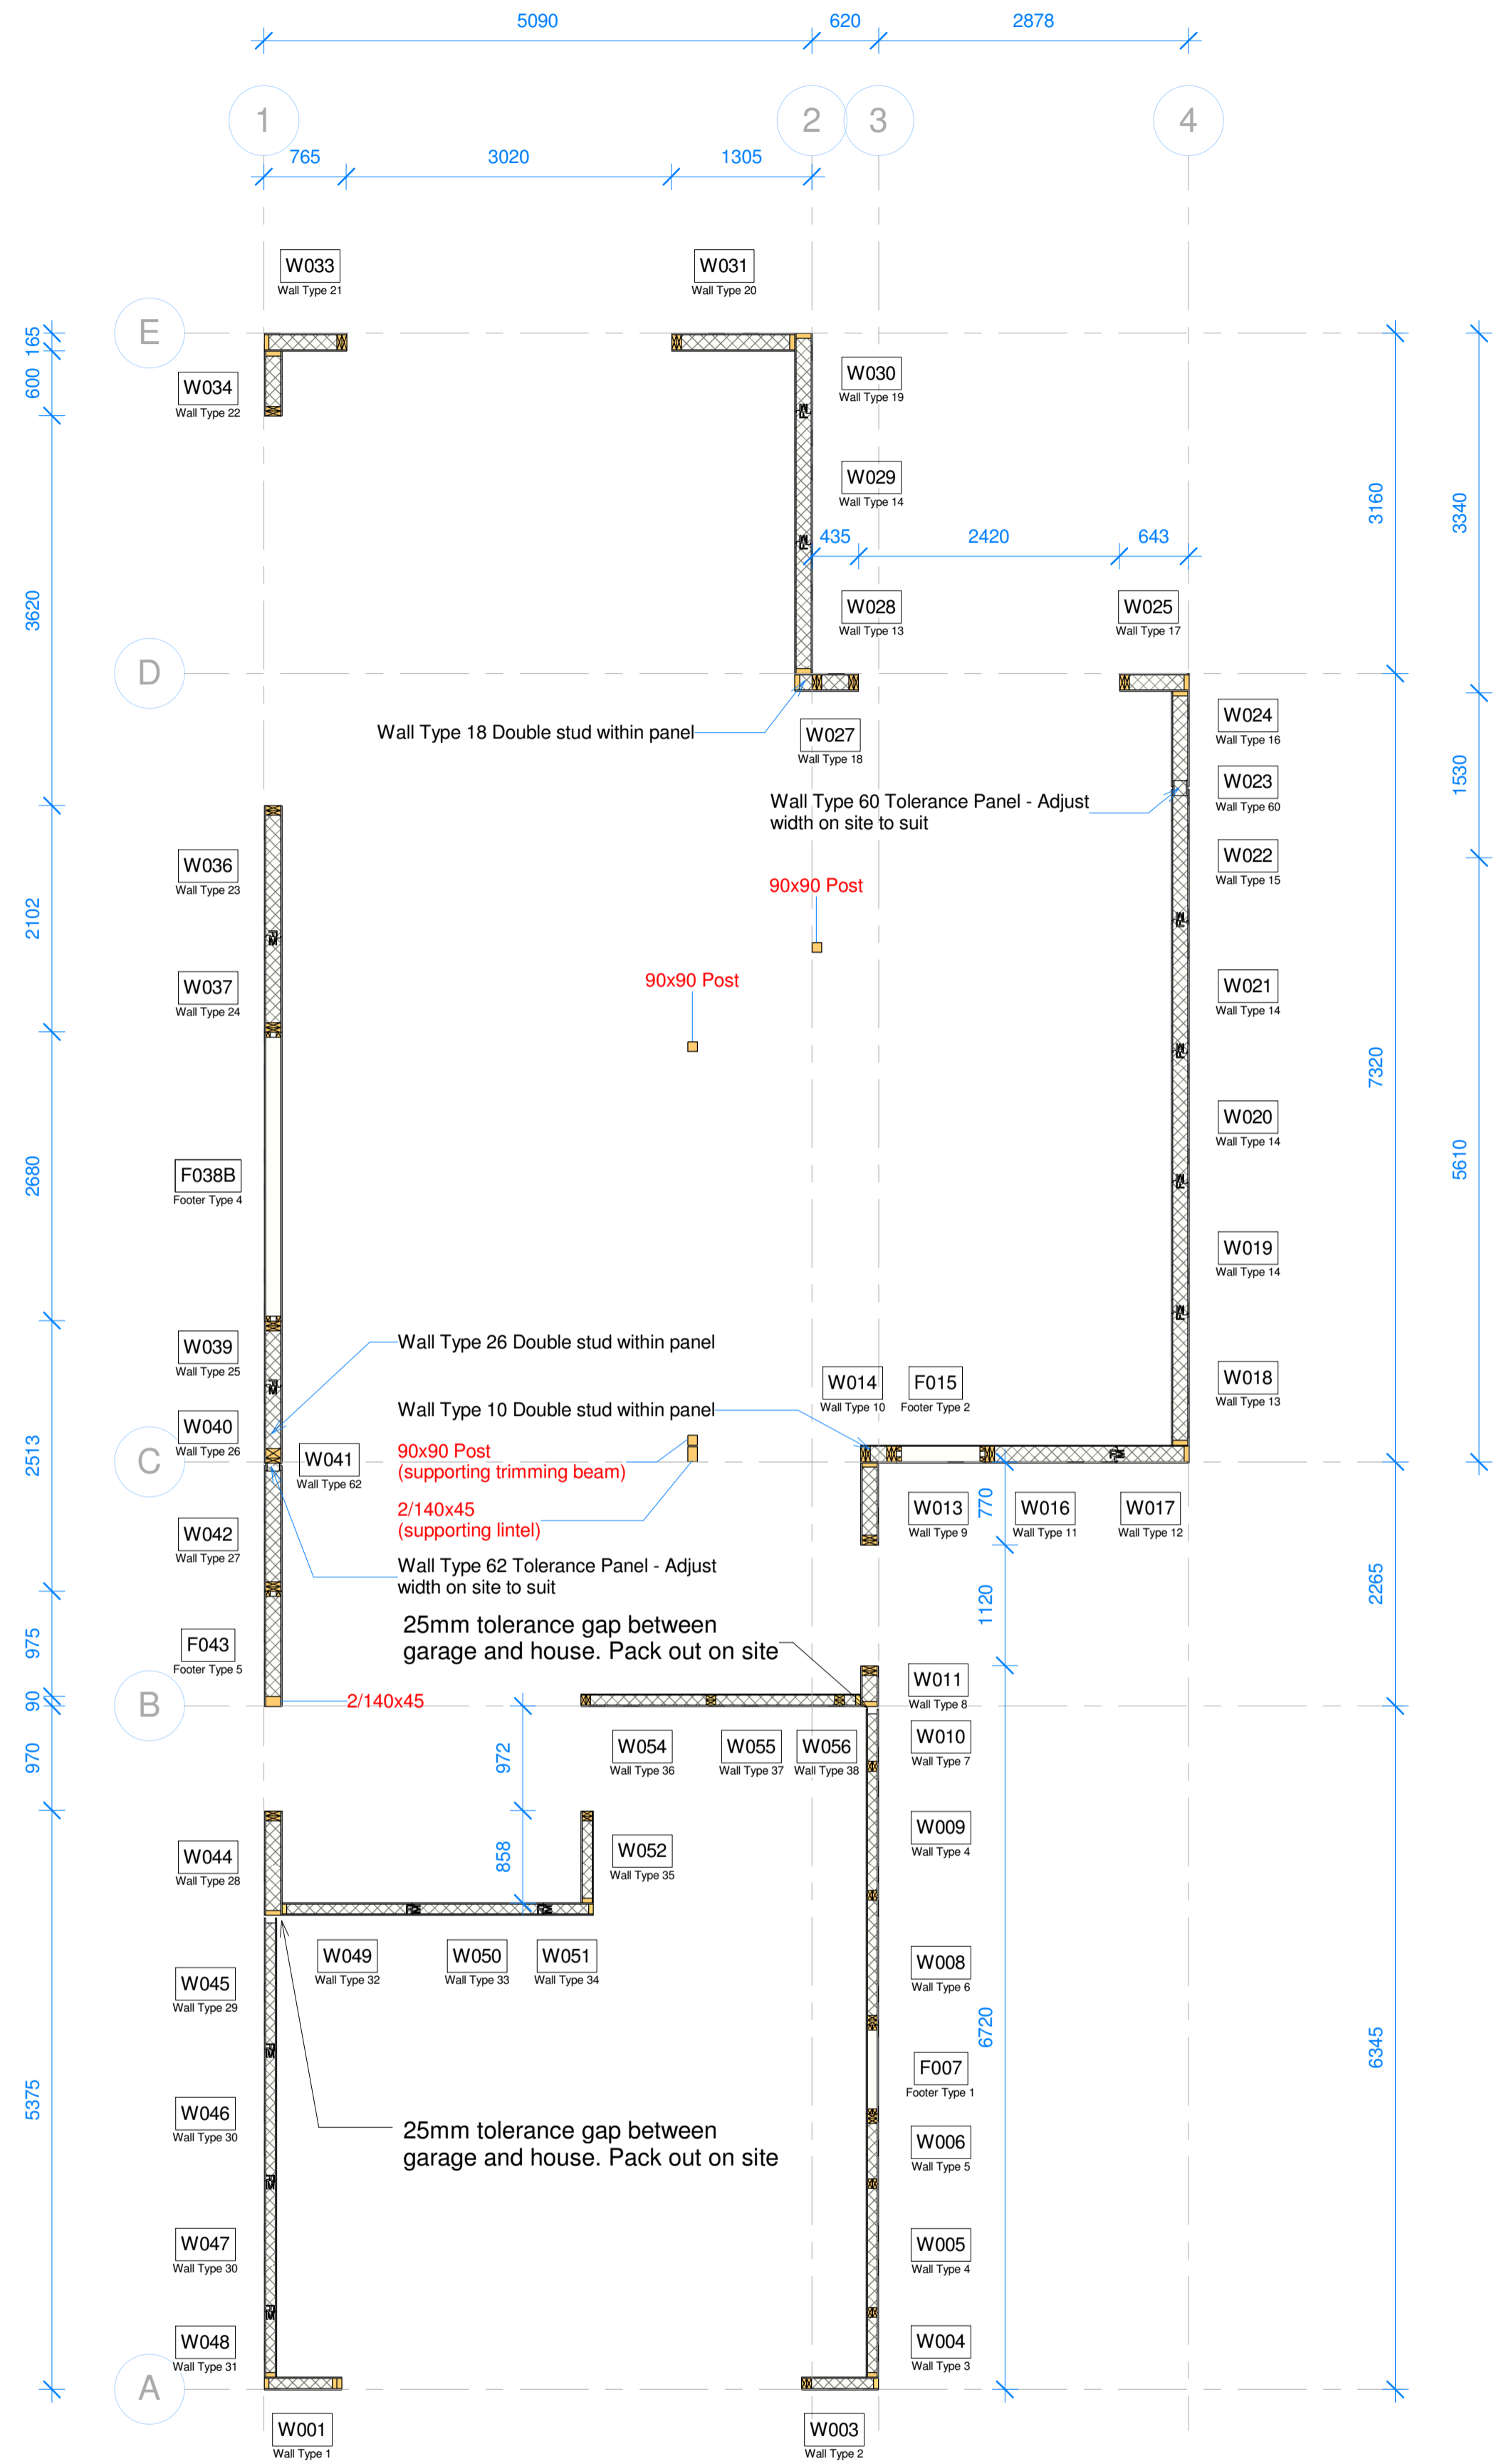 5090
620
2878
1
2
3
4
765
3020
1305
W033
Wall Type 21
W031
Wall Type 20
E
165
600
W034
Wall Type 22
W030
Wall Type 19
W029
Wall Type 14
3160
3340
435
2420
643
3620
W028
Wall Type 13
W025
Wall Type 17
D
Wall Type 18 Double stud within panel
W027
Wall Type 18
W024
Wall Type 16
W023
Wall Type 60
1530
Wall Type 60 Tolerance Panel - Adjust
width on site to suit
W036
Wall Type 23
W022
Wall Type 15
90x90 Post
2102
90x90 Post
W037
Wall Type 24
W021
Wall Type 14
7320
W020
Wall Type 14
2680
F038B
Footer Type 4
5610
W019
Wall Type 14
W039
Wall Type 25
Wall Type 26 Double stud within panel
W014
Wall Type 10
F015
Footer Type 2
W018
Wall Type 13
Wall Type 10 Double stud within panel
W040
Wall Type 26
2513
C
W041
Wall Type 62
90x90 Post
(supporting trimming beam)
2/140x45
(supporting lintel)
770
W013
Wall Type 9
W016
Wall Type 11
W017
Wall Type 12
W042
Wall Type 27
Wall Type 62 Tolerance Panel - Adjust
width on site to suit
1120
2265
975
F043
Footer Type 5
25mm tolerance gap between
garage and house. Pack out on site
W011
Wall Type 8
90
B
2/140x45
970
972
W054
Wall Type 36
W055
Wall Type 37
W056
Wall Type 38
W010
Wall Type 7
W044
Wall Type 28
858
W052
Wall Type 35
W009
Wall Type 4
W049
Wall Type 32
W050
Wall Type 33
W051
Wall Type 34
W045
Wall Type 29
W008
Wall Type 6
6720
6345
F007
Footer Type 1
5375
W046
Wall Type 30
25mm tolerance gap between
garage and house. Pack out on site
W006
Wall Type 5
W047
Wall Type 30
W005
Wall Type 4
W048
Wall Type 31
W004
Wall Type 3
A
W001
Wall Type 1
W003
Wall Type 2